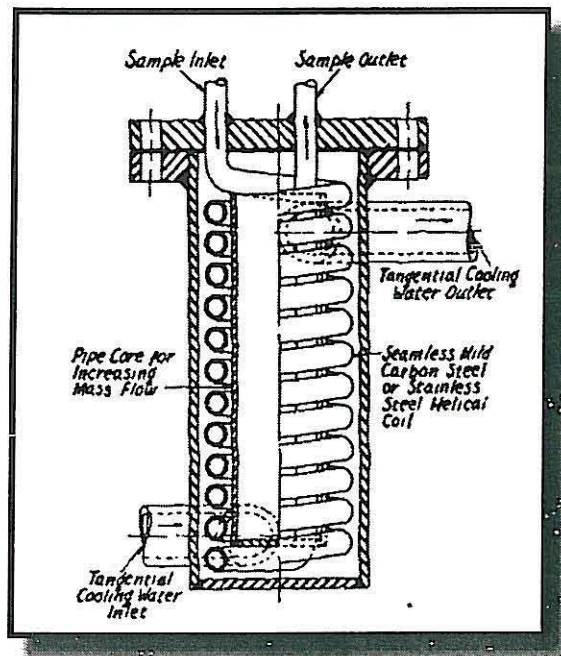 Sample Inlet
Sample Outlet
Tangential Cooling
Water Outlet
Pipe Core for
Increasing
Mass Flow
Seamless Mild
Carbon Steel
or Stainless
Steel Helical
Coil
Tangential
Cooling Water
Inlet